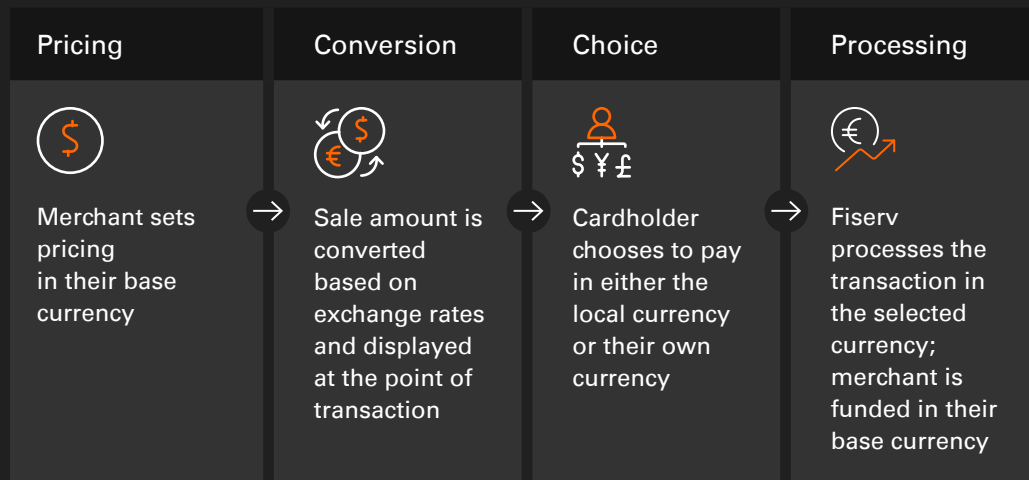 Pricing
$
Merchant sets
pricing
in their base
currency
Conversion
$
€
Sale amount is
converted
based on
exchange rates
and displayed
at the point of
transaction
Choice
$ ¥ £
Cardholder
chooses to pay
in either the
local currency
or their own
currency
Processing
€
Fiserv
processes the
transaction in
the selected
currency;
merchant is
funded in their
base currency